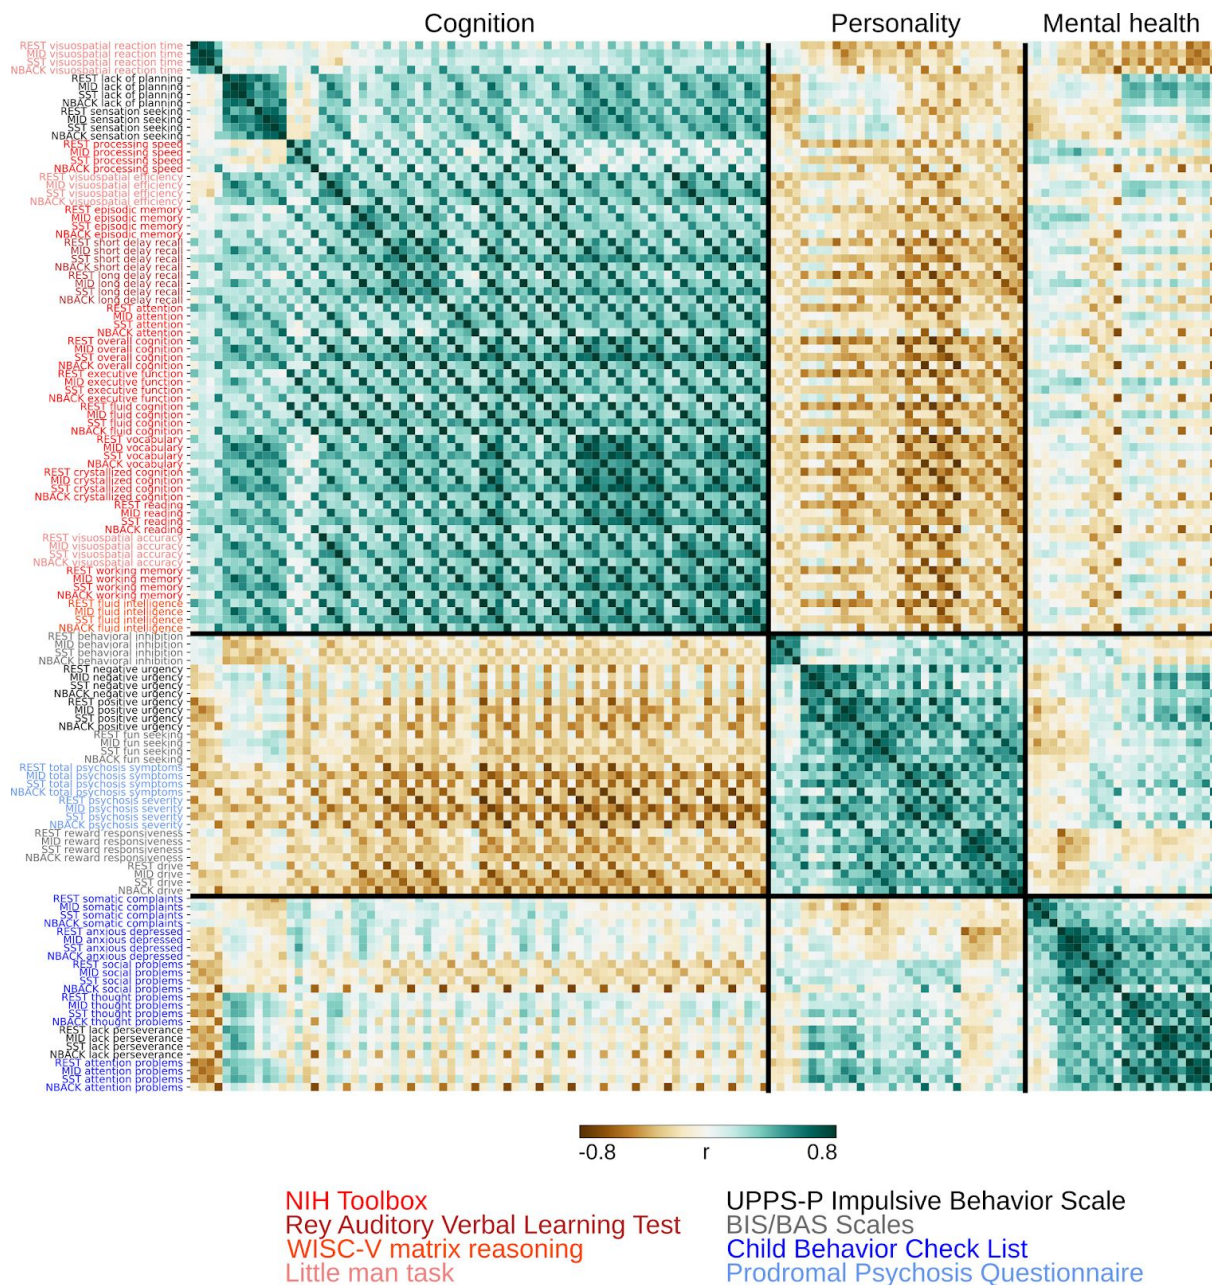 Cognition Personality Mental health
REST visuospatial reaction time
MID visuospatial reaction time
SST visuospatial reaction time
NBACK visuospatial reaction time
REST lack of planning
MID lack of planning
SST lack of planning
NBACK lack of planning
REST sensation seeking
MID sensation seeking
SST sensation seeking
NBACK sensation seeking
REST processing speed
MID processing speed
SST processing speed
NBACK processing speed
REST visuospatial efficiency
MID visuospatial efficiency
SST visuospatial efficiency
NBACK visuospatial efficiency
REST episodic memory
MID episodic memory
SST episodic memory
NBACK episodic memory
REST short delay recall
MID short delay recall
SST short delay recall
NBACK short delay recall
REST long delay recall
MID long delay recall
SST long delay recall
NBACK long delay recall
REST attention
MID attention
SST attention
NBACK attention
REST overall cognition
MID overall cognition
SST overall cognition
NBACK overall cognition
REST executive function
MID executive function
SST executive function
NBACK executive function
REST fluid cognition
MID fluid cognition
SST fluid cognition
NBACK fluid cognition
REST vocabulary
MID vocabulary
SST vocabulary
NBACK vocabulary
REST crystallized cognition
MID crystallized cognition
SST crystallized cognition
NBACK crystallized cognition
REST reading
MID reading
SST reading
NBACK reading
REST visuospatial accuracy
MID visuospatial accuracy
SST visuospatial accuracy
NBACK visuospatial accuracy
REST working memory
MID working memory
SST working memory
NBACK working memory
REST fluid intelligence
MID fluid intelligence
SST fluid intelligence
NBACK fluid intelligence
REST behavioral inhibition
MID behavioral inhibition
SST behavioral inhibition
NBACK behavioral inhibition
REST negative urgency
MID negative urgency
SST negative urgency
NBACK negative urgency
REST positive urgency
MID positive urgency
SST positive urgency
NBACK positive urgency
REST fun seeking
MID fun seeking
SST fun seeking
NBACK fun seeking
REST total psychosis symptoms
MID total psychosis symptoms
SST total psychosis symptoms
NBACK total psychosis symptoms
REST psychosis severity
MID psychosis severity
SST psychosis severity
NBACK psychosis severity
REST reward responsiveness
MID reward responsiveness
SST reward responsiveness
NBACK reward responsiveness
REST drive
MID drive
SST drive
NBACK drive
REST somatic complaints
MID somatic complaints
SST somatic complaints
NBACK somatic complaints
REST anxious depressed
MID anxious depressed
SST anxious depressed
NBACK anxious depressed
REST social problems
MID social problems
SST social problems
NBACK social problems
REST thought problems
MID thought problems
SST thought problems
NBACK thought problems
REST lack perseverance
MID lack perseverance
SST lack perseverance
NBACK lack perseverance
REST attention problems
MID attention problems
SST attention problems
NBACK attention problems
-0.8 r 0.8
NIH Toolbox
Rey Auditory Verbal Learning Test
WISC-V matrix reasoning
Little man task
UPPS-P Impulsive Behavior Scale
BIS/BAS Scales
Child Behavior Check List
Prodromal Psychosis Questionnaire